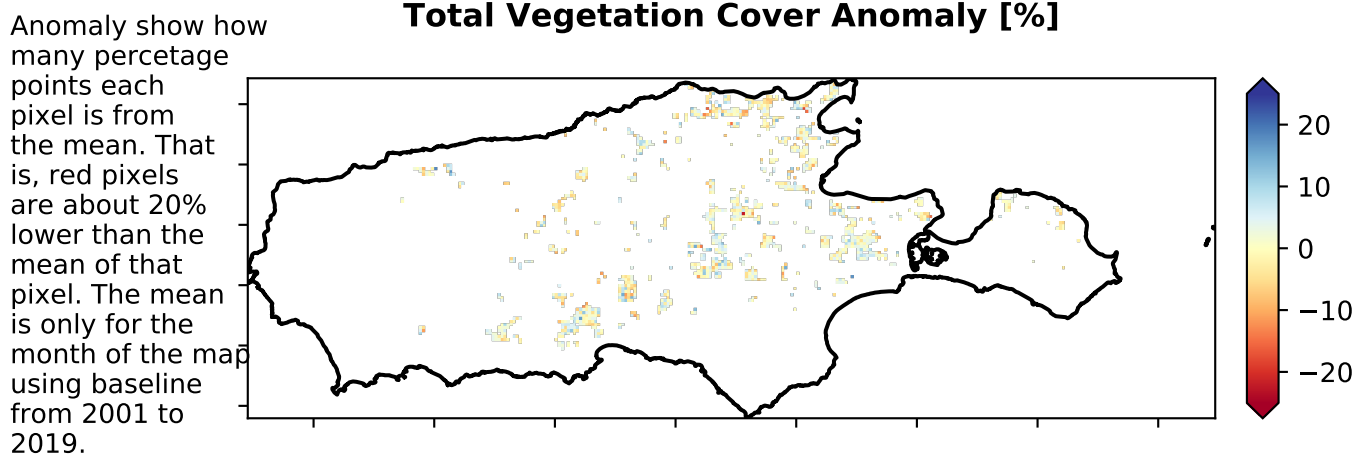 Total Vegetation Cover Anomaly [%]
Anomaly show how
many percetage
points each
pixel is from
the mean. That
is, red pixels
are about 20%
lower than the
mean of that
pixel. The mean
is only for the
month of the map
using baseline
from 2001 to
2019.
20
10
0
−10
−20